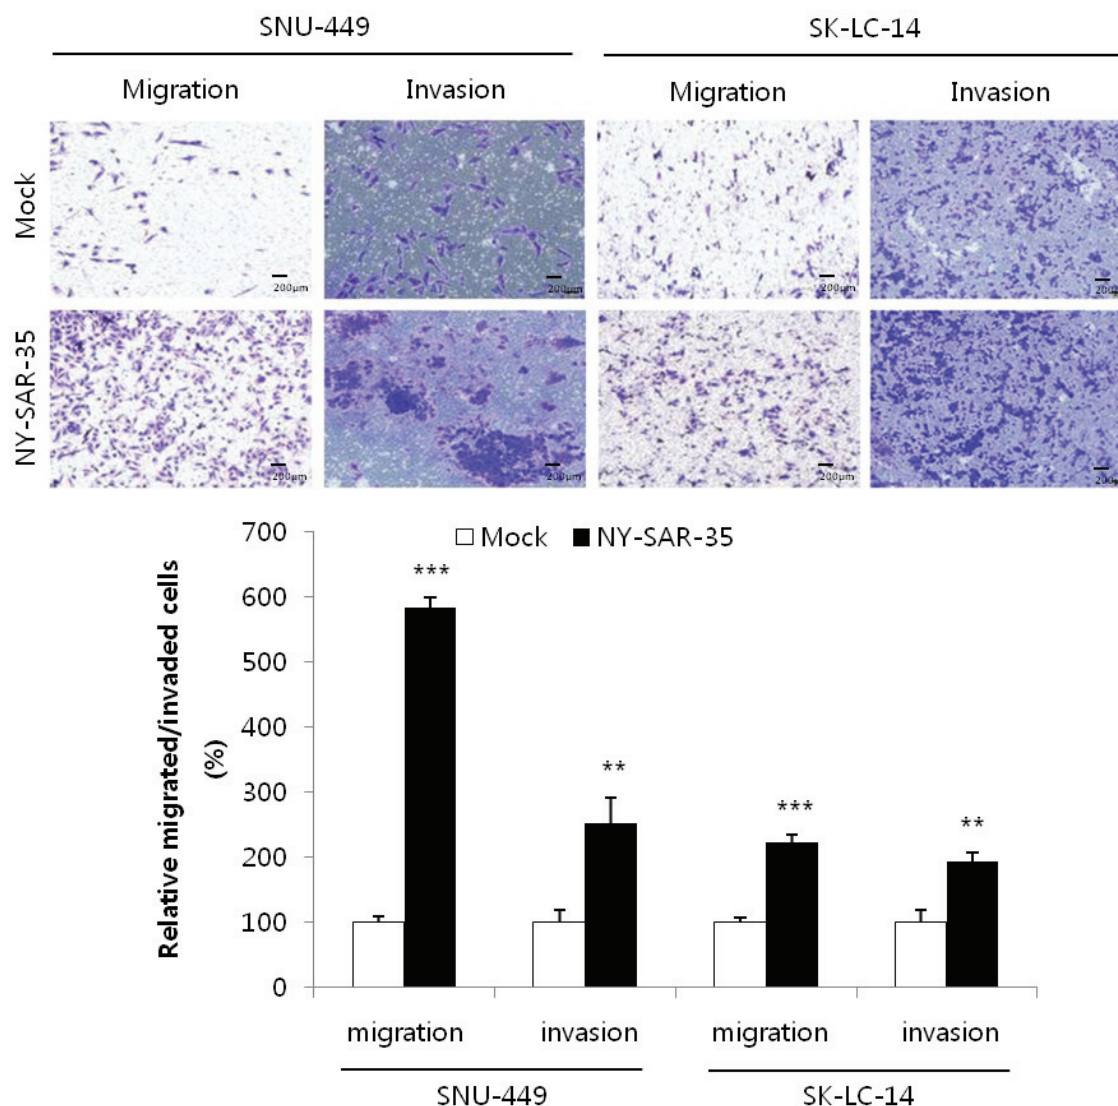 SNU-449
SK-LC-14
Migration
Invasion
Migration
Invasion
Mock
200μm
200μm
200μm
200μ
NY-SAR-35
200μm
200μm
200μm
200μm
Relative migrated/invaded cells
(%)
700
600
500
400
300
200
100
0
Mock
NY-SAR-35
***
**
***
**
migration
invasion
migration
invasion
SNU-449
SK-LC-14